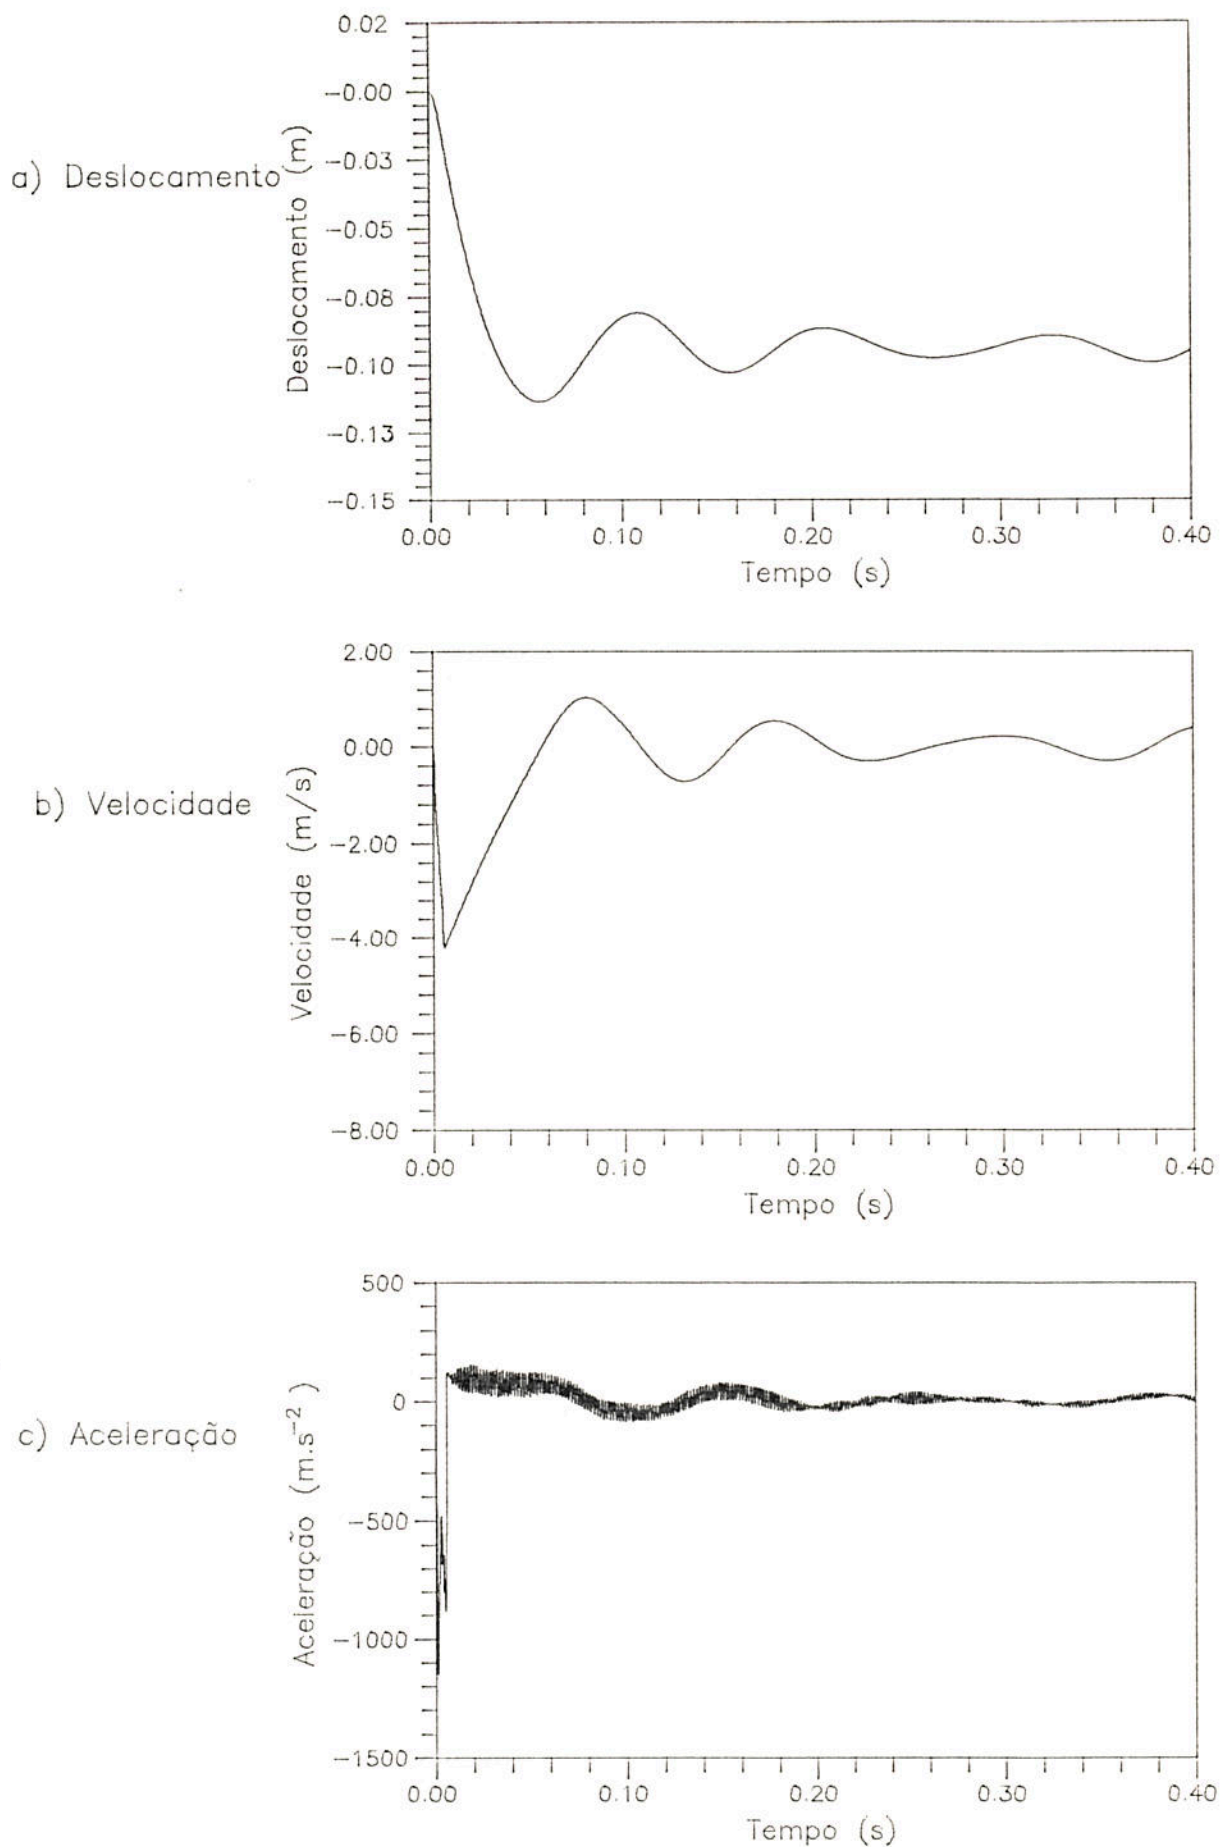 a) Deslocamento
Deslocamento (m)
0.02
-0.00
-0.03
-0.05
-0.08
-0.10
-0.13
-0.15
0.00 0.10 0.20 0.30 0.40
Tempo (s)
b) Velocidade
Velocidade (m/s)
2.00
0.00
-2.00
-4.00
-6.00
-8.00
0.00 0.10 0.20 0.30 0.40
Tempo (s)
c) Aceleração
Aceleração (m.s⁻²)
500
0
-500
-1000
-1500
0.00 0.10 0.20 0.30 0.40
Tempo (s)